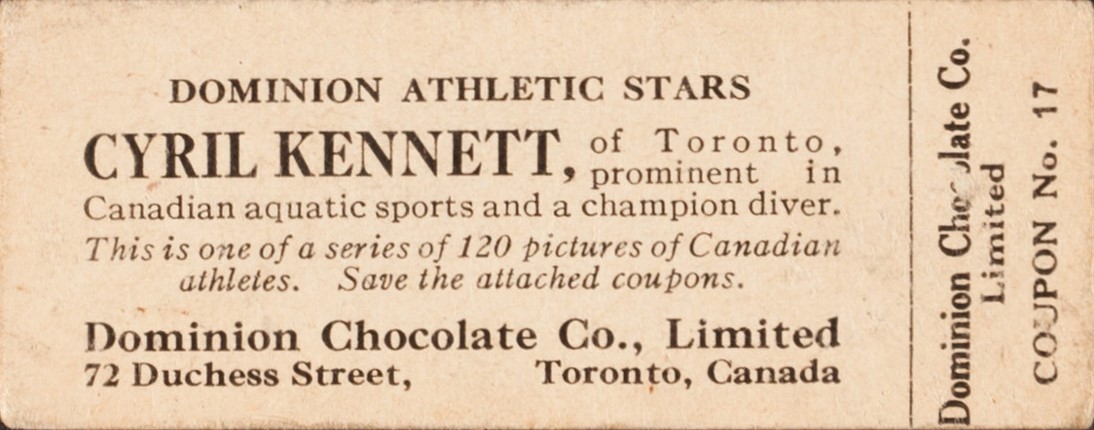 DOMINION ATHLETIC STARS
CYRIL KENNETT, of Toronto,
prominent in
Canadian aquatic sports and a champion diver.
This is one of a series of 120 pictures of Canadian
athletes. Save the attached coupons.
Dominion Chocolate Co., Limited
72 Duchess Street, Toronto, Canada
Dominion Chocolate Co.
Limited
COUPON No. 17